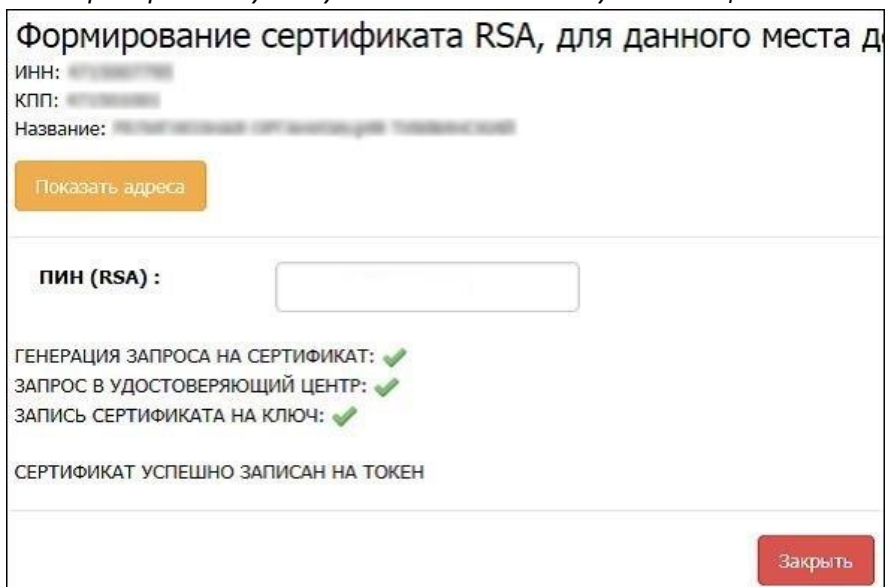 Формирование сертификата RSA, для данного места
ИНН:
КПП:
Название:
Показать адреса
ПИН (RSA) :
ГЕНЕРАЦИЯ ЗАПРОСА НА СЕРТИФИКАТ:
ЗАПРОС В УДОСТОВЕРЯЮЩИЙ ЦЕНТР:
ЗАПИСЬ СЕРТИФИКАТА НА КЛЮЧ:
СЕРТИФИКАТ УСПЕШНО ЗАПИСАН НА ТОКЕН
Закрыть